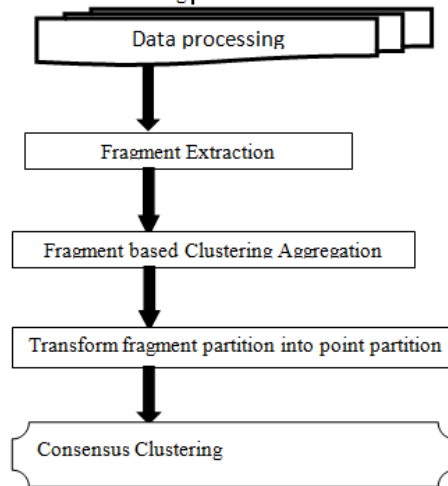 Data processing
Fragment Extraction
Fragment based Clustering Aggregation
Transform fragment partition into point partition
Consensus Clustering